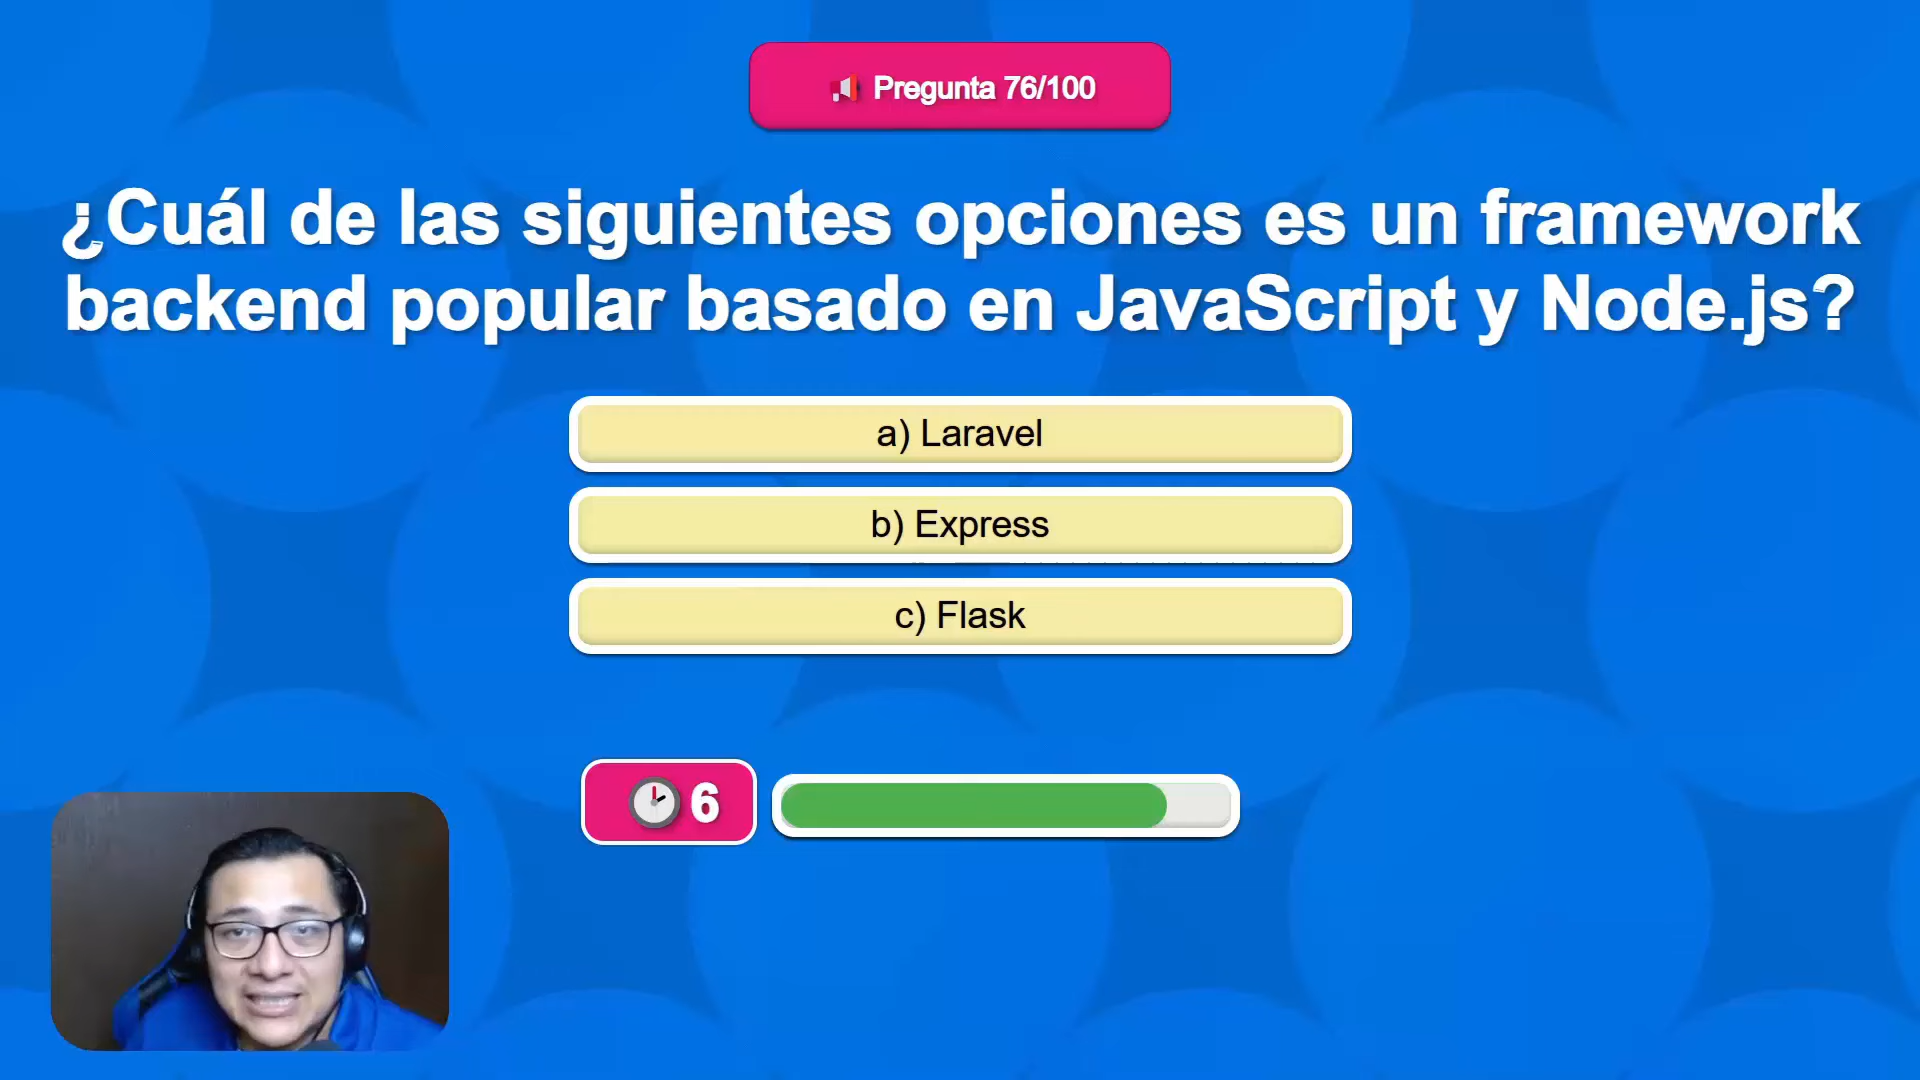 Pregunta 76/100
¿Cuál de las siguientes opciones es un framework
backend popular basado en JavaScript y Node.js?
a) Laravel
b) Express
c) Flask
6